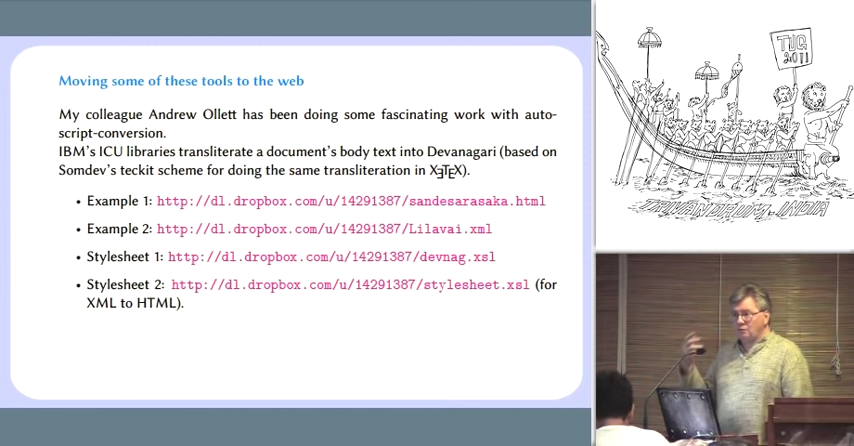 Moving some of these tools to the web
My colleague Andrew Ollett has been doing some fascinating work with auto-
script-conversion.
IBM's ICU libraries transliterate a document's body text into Devanagari (based on
Somdev's teckit scheme for doing the same transliteration in XƎTEX).
• Example 1: http://dl.dropbox.com/u/14291387/sandesarasaka.html
• Example 2: http://dl.dropbox.com/u/14291387/Lilavai.xml
• Stylesheet 1: http://dl.dropbox.com/u/14291387/devnag.xsl
• Stylesheet 2: http://dl.dropbox.com/u/14291387/stylesheet.xsl (for
XML to HTML).
TUG
2011
TRIVANDRUM - INDIA